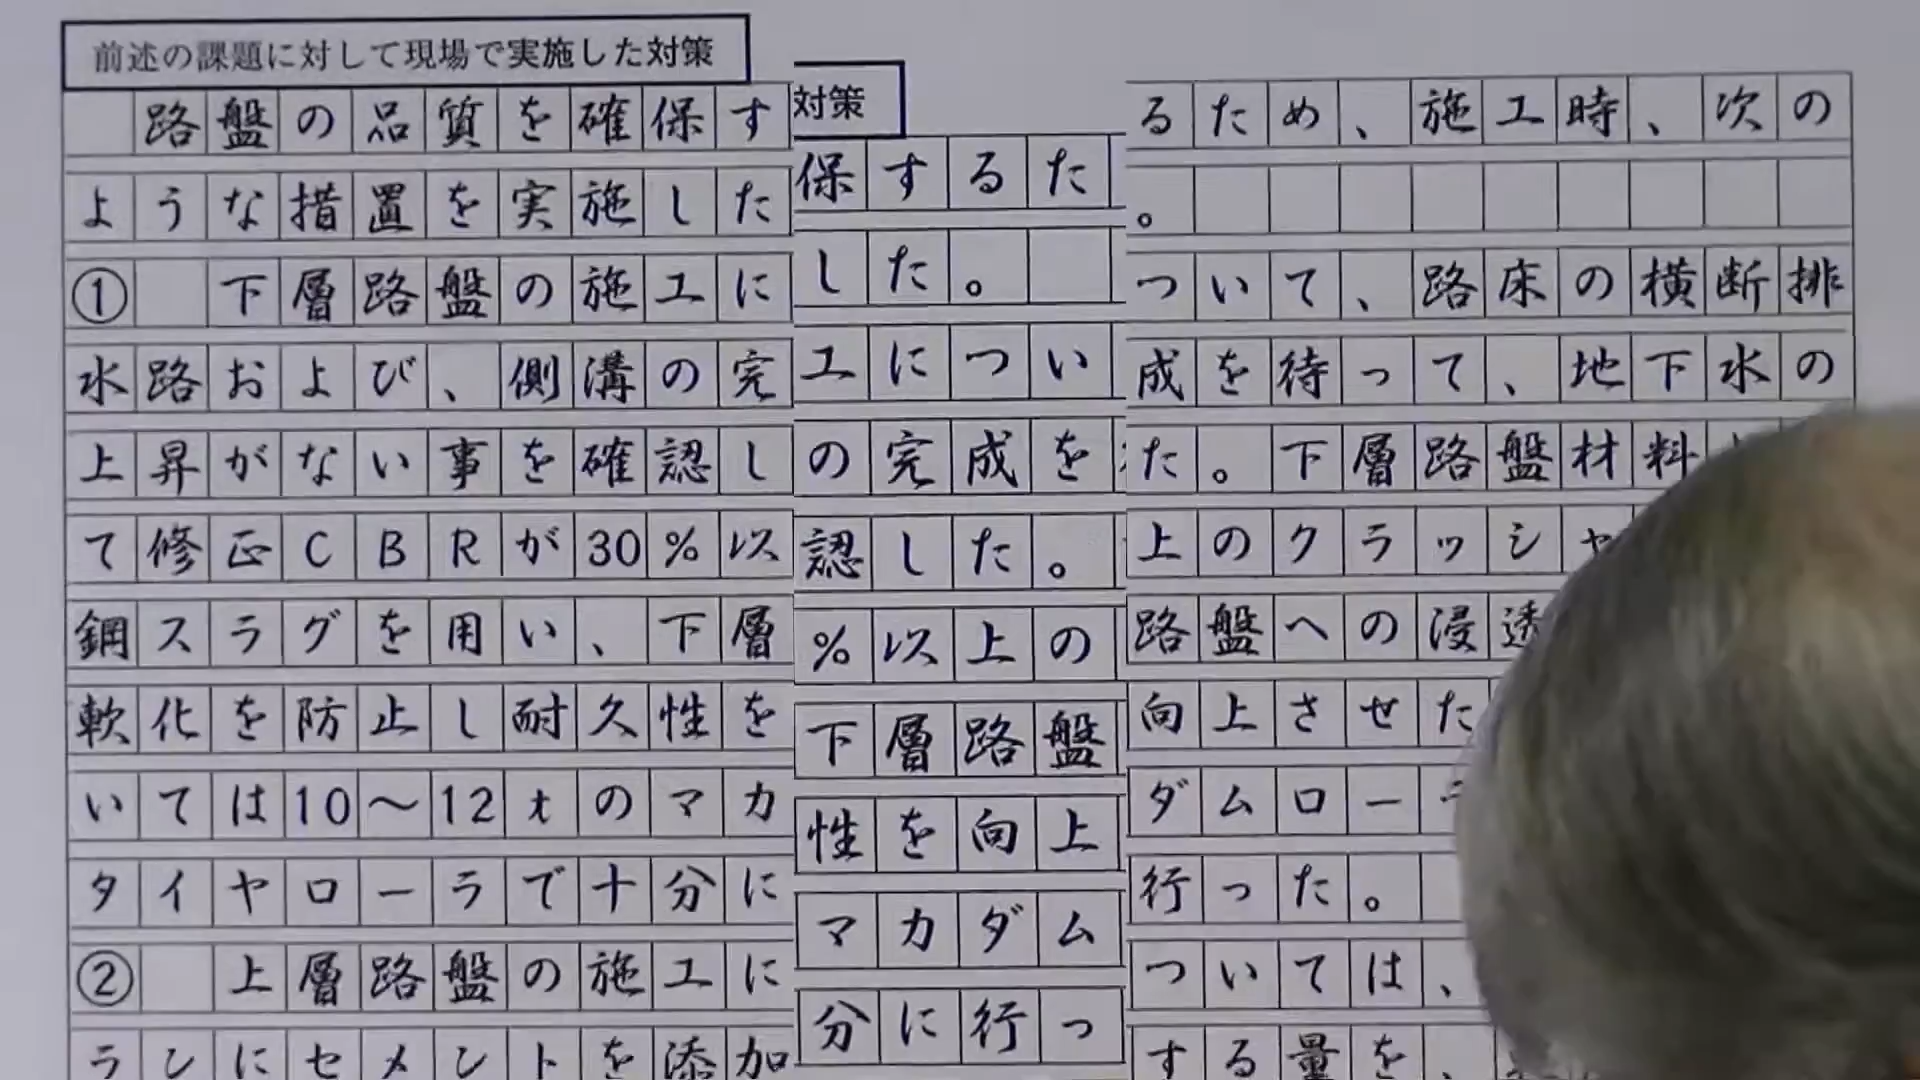 前述の課題に対して現場で実施した対策
路盤の品質を確保す
ような措置を実施した
① 下層路盤の施工に
水路および、側溝の完
上昇がない事を確認し
て修正CBRが30%以
鋼スラグを用い、下層
軟化を防止し耐久性を
いては10〜12tのマカ
タイヤローラで十分に
② 上層路盤の施工に
ランにセメントを添加
対策
保するた
した。
工につい
の完成を
認した。
%以上の
下層路盤
性を向上
マカダム
分に行っ
るため、施工時、次の
。
ついて、路床の横断排
成を待って、地下水の
た。下層路盤材料
上のクラッシャ
路盤への浸透
向上させた
ダムロー
行った。
ついては、
する量を、